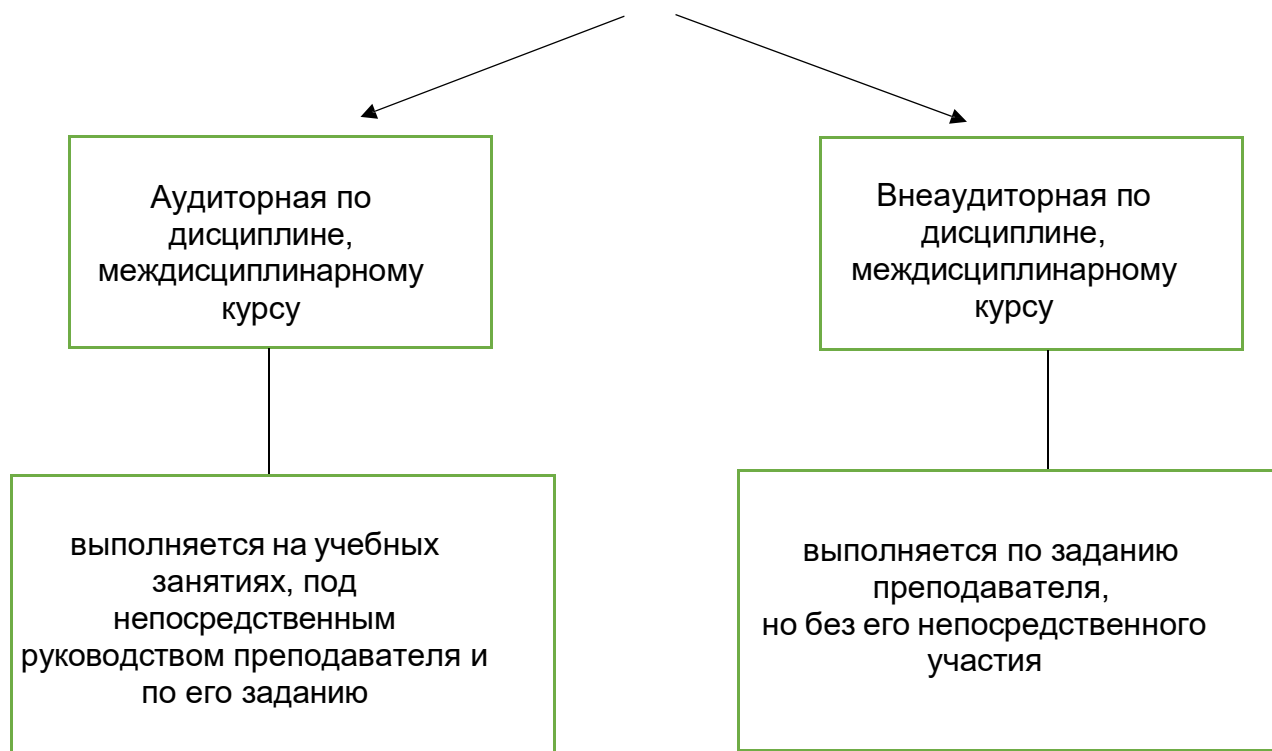 Аудиторная по
дисциплине,
междисциплинарному
курсу
Внеаудиторная по
дисциплине,
междисциплинарному
курсу
выполняется на учебных
занятиях, под
непосредственным
руководством преподавателя и
по его заданию
выполняется по заданию
преподавателя,
но без его непосредственного
участия